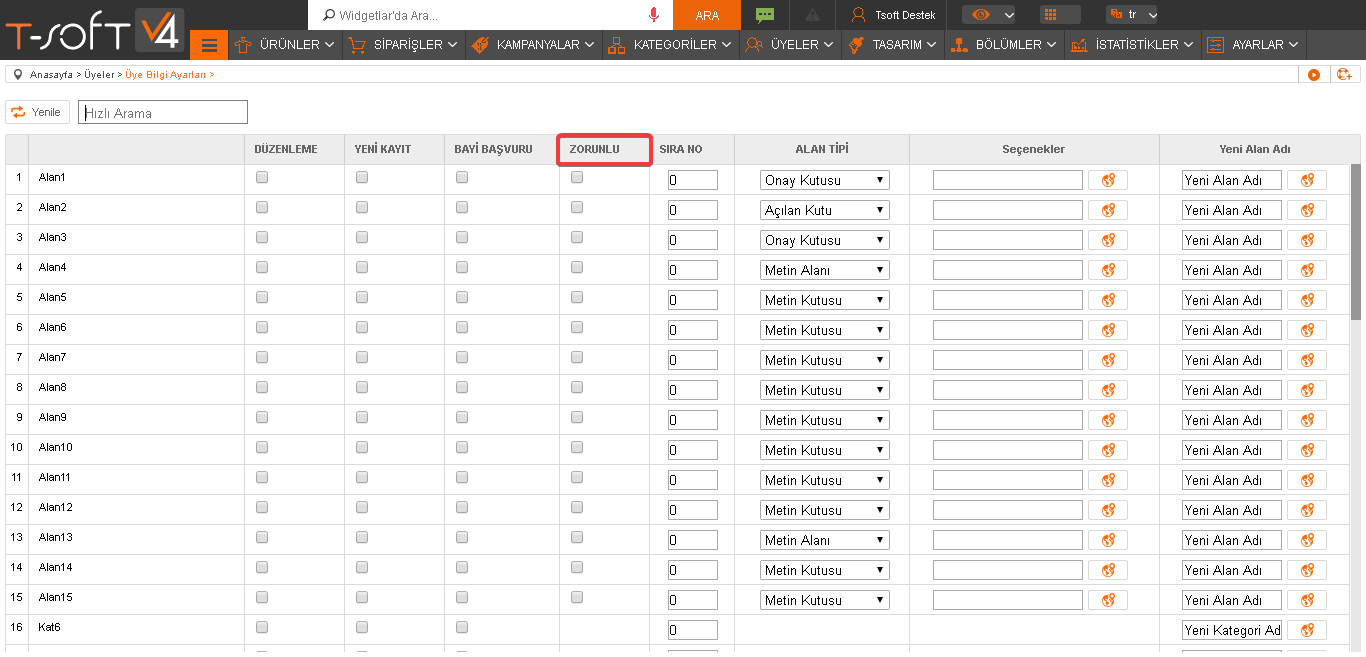 T-SOFT V4
Widgetlar'da Ara...
ARA
Tsoft Destek
tr
ÜRÜNLER
SİPARİŞLER
KAMPANYALAR
KATEGORİLER
ÜYELER
TASARIM
BÖLÜMLER
İSTATİSTİKLER
AYARLAR
Anasayfa > Üyeler > Üye Bilgi Ayarları >
Yenile
Hızlı Arama
DÜZENLEME YENİ KAYIT BAYİ BAŞVURU ZORUNLU SIRA NO ALAN TİPİ Seçenekler Yeni Alan Adı
1 Alan1 0 Onay Kutusu Yeni Alan Adı
2 Alan2 0 Açılan Kutu Yeni Alan Adı
3 Alan3 0 Onay Kutusu Yeni Alan Adı
4 Alan4 0 Metin Alanı Yeni Alan Adı
5 Alan5 0 Metin Kutusu Yeni Alan Adı
6 Alan6 0 Metin Kutusu Yeni Alan Adı
7 Alan7 0 Metin Kutusu Yeni Alan Adı
8 Alan8 0 Metin Kutusu Yeni Alan Adı
9 Alan9 0 Metin Kutusu Yeni Alan Adı
10 Alan10 0 Metin Kutusu Yeni Alan Adı
11 Alan11 0 Metin Kutusu Yeni Alan Adı
12 Alan12 0 Metin Kutusu Yeni Alan Adı
13 Alan13 0 Metin Alanı Yeni Alan Adı
14 Alan14 0 Metin Kutusu Yeni Alan Adı
15 Alan15 0 Metin Kutusu Yeni Alan Adı
16 Kat6 0 Yeni Kategori Ad